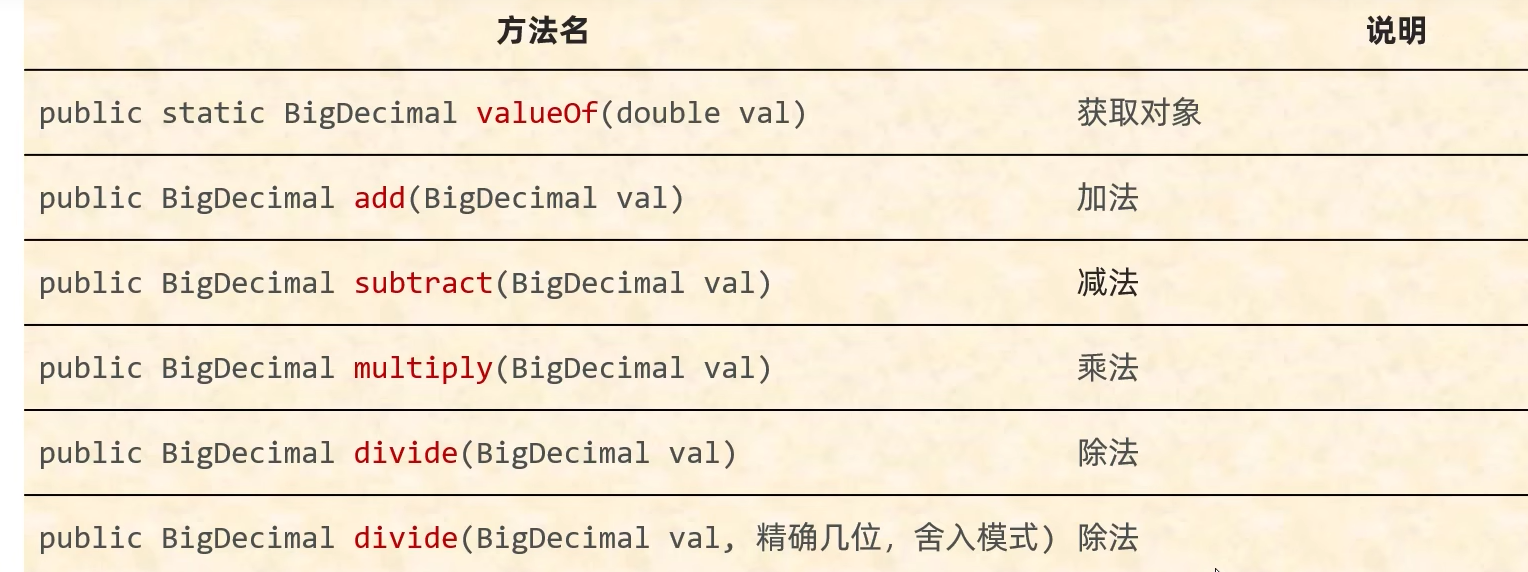 方法名 说明
public static BigDecimal valueOf(double val) 获取对象
public BigDecimal add(BigDecimal val) 加法
public BigDecimal subtract(BigDecimal val) 减法
public BigDecimal multiply(BigDecimal val) 乘法
public BigDecimal divide(BigDecimal val) 除法
public BigDecimal divide(BigDecimal val, 精确几位, 舍入模式) 除法